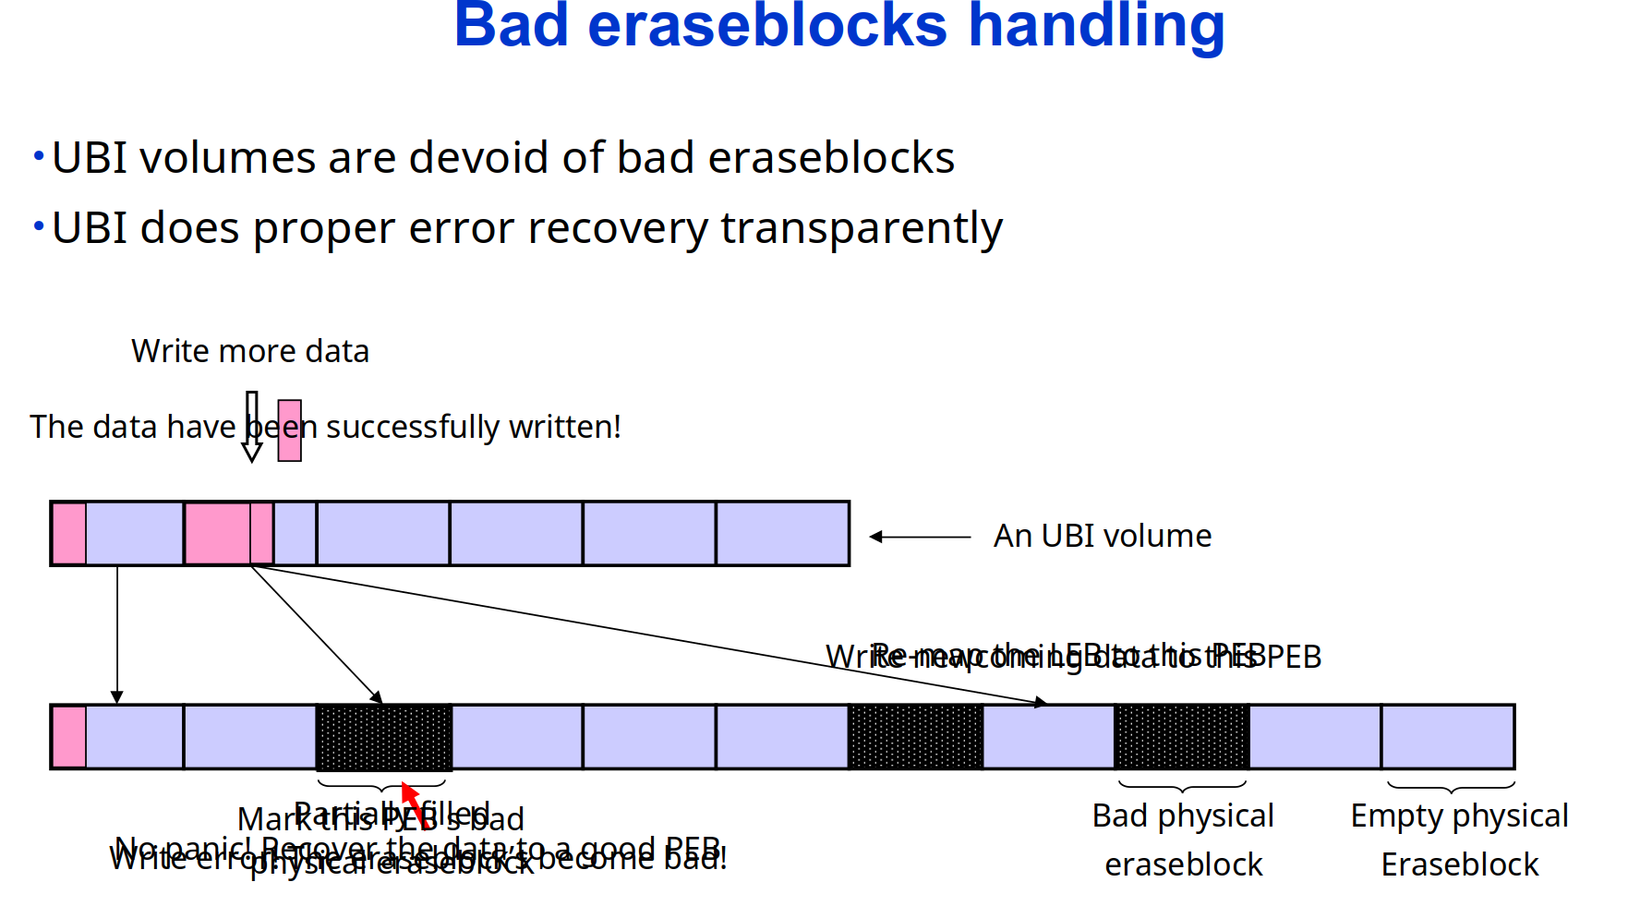 Bad eraseblocks handling
•UBI volumes are devoid of bad eraseblocks
•UBI does proper error recovery transparently
Write more data
The data have been successfully written!
An UBI volume
Re-map the LEB to this PEB
Write newcoming data to this PEB
Partially filled
physical eraseblock
Mark this PEB as bad
No panic! Recover the data to a good PEB
Write error! The eraseblock's become bad!
Bad physical
eraseblock
Empty physical
Eraseblock